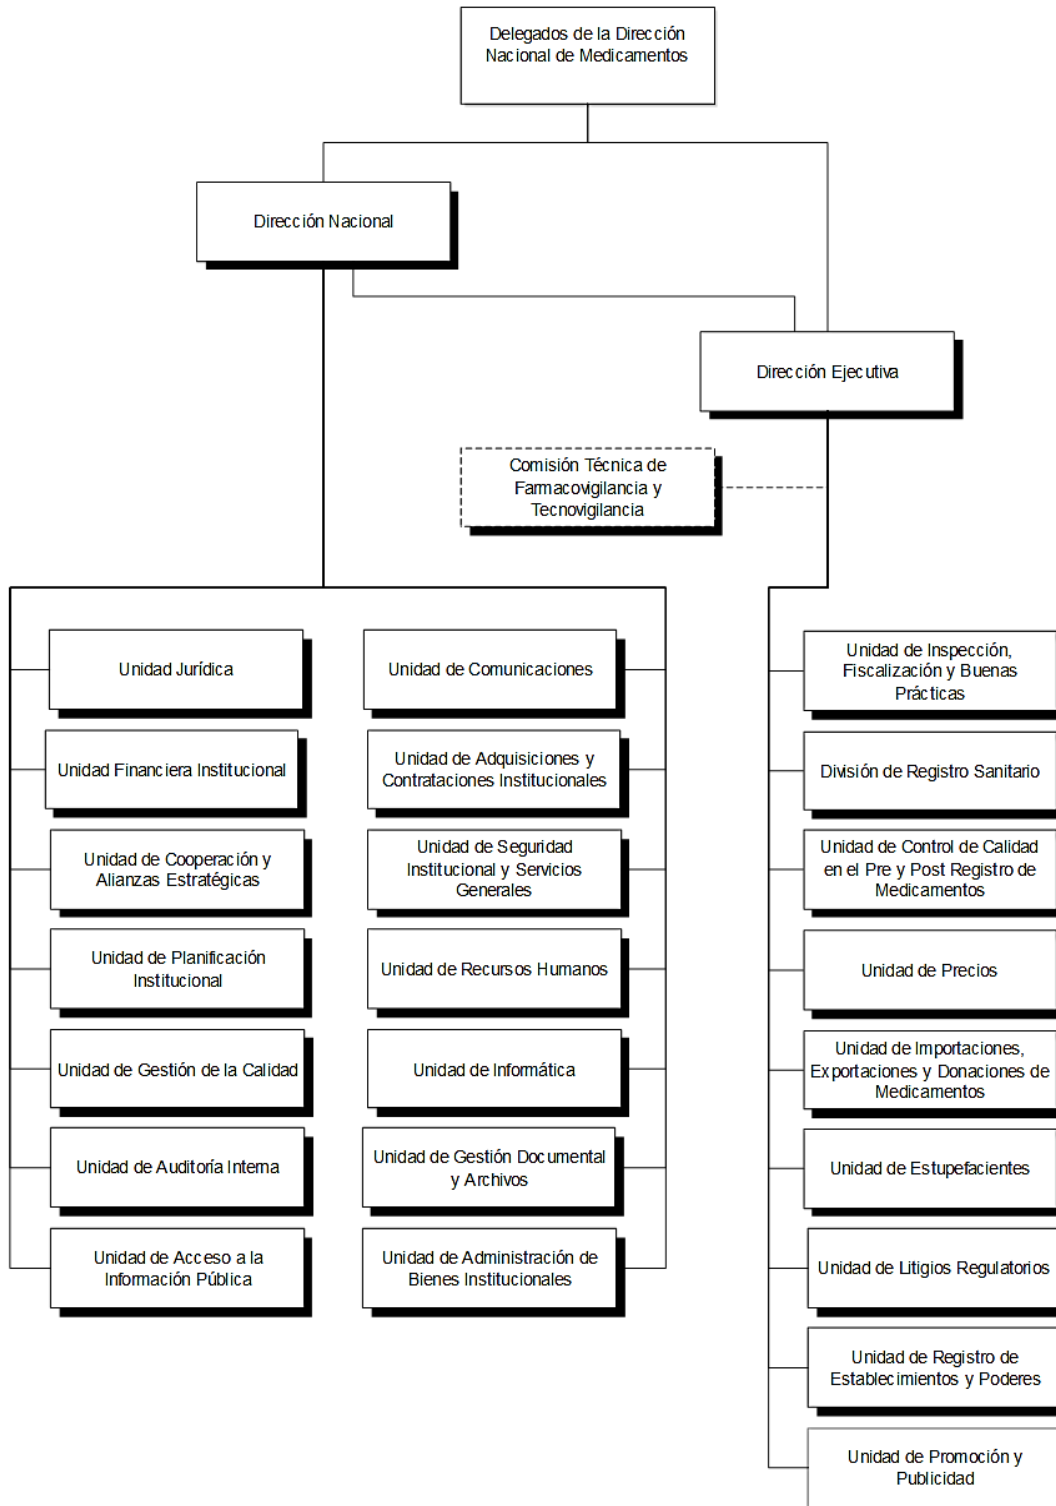 Delegados de la Dirección
Nacional de Medicamentos
Dirección Nacional
Dirección Ejecutiva
Comisión Técnica de
Farmacovigilancia y
Tecnovigilancia
Unidad Jurídica
Unidad Financiera Institucional
Unidad de Cooperación y
Alianzas Estratégicas
Unidad de Planificación
Institucional
Unidad de Gestión de la Calidad
Unidad de Auditoría Interna
Unidad de Acceso a la
Información Pública
Unidad de Comunicaciones
Unidad de Adquisiciones y
Contrataciones Institucionales
Unidad de Seguridad
Institucional y Servicios
Generales
Unidad de Recursos Humanos
Unidad de Informática
Unidad de Gestión Documental
y Archivos
Unidad de Administración de
Bienes Institucionales
Unidad de Inspección,
Fiscalización y Buenas
Prácticas
División de Registro Sanitario
Unidad de Control de Calidad
en el Pre y Post Registro de
Medicamentos
Unidad de Precios
Unidad de Importaciones,
Exportaciones y Donaciones de
Medicamentos
Unidad de Estupefacientes
Unidad de Litigios Regulatorios
Unidad de Registro de
Establecimientos y Poderes
Unidad de Promoción y
Publicidad